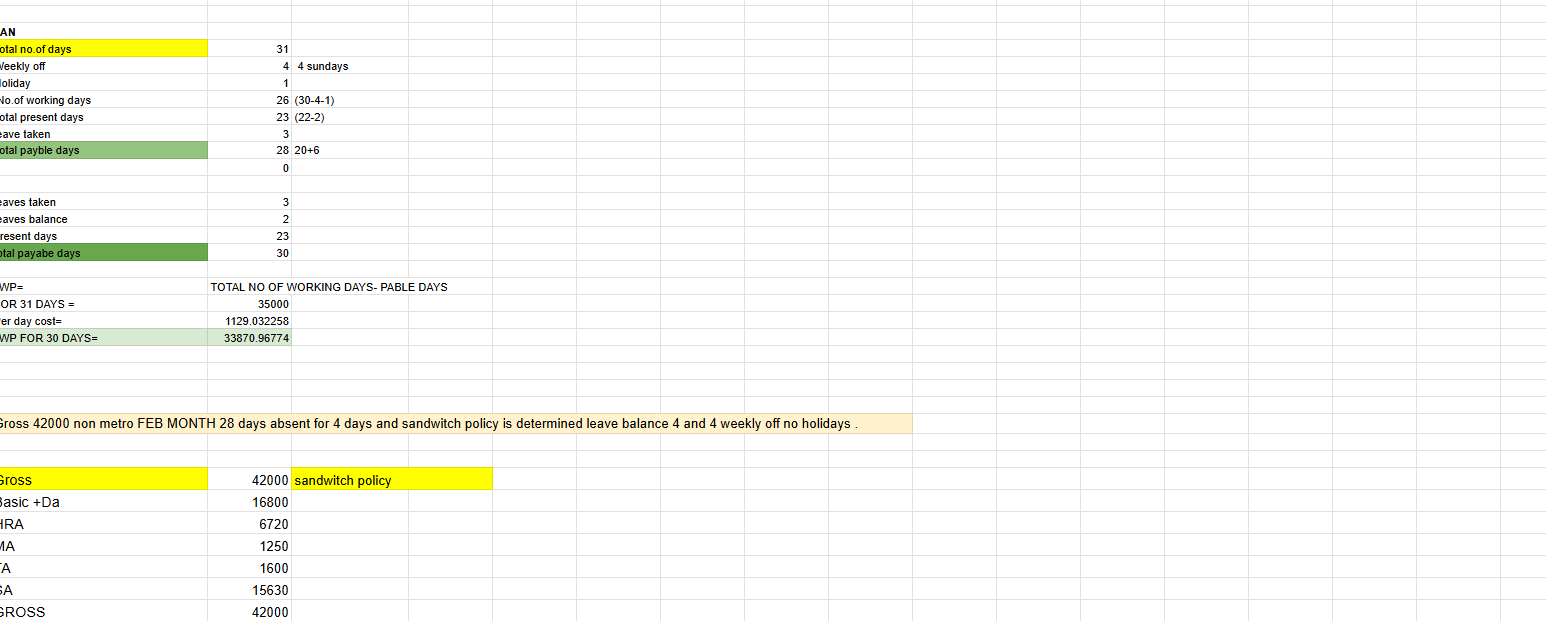 AN
otal no.of days 31
Weekly off 4 4 sundays
oliday 1
No.of working days 26 (30-4-1)
otal present days 23 (22-2)
eave taken 3
otal payble days 28 20+6
0
eaves taken 3
eaves balance 2
resent days 23
otal payabe days 30
WP= TOTAL NO OF WORKING DAYS- PABLE DAYS
OR 31 DAYS = 35000
er day cost= 1129.032258
WP FOR 30 DAYS= 33870.96774
Gross 42000 non metro FEB MONTH 28 days absent for 4 days and sandwitch policy is determined leave balance 4 and 4 weekly off no holidays .
Gross 42000 sandwitch policy
Basic +Da 16800
HRA 6720
MA 1250
TA 1600
SA 15630
GROSS 42000